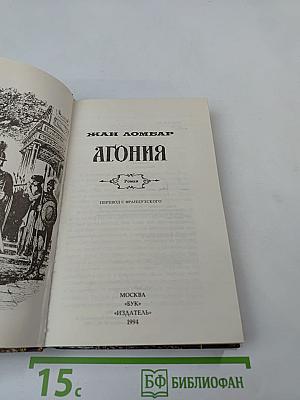 ЖАН ЛОМБАР
АГОНИЯ
Роман
ПЕРЕВОД С ФРАНЦУЗСКОГО
МОСКВА
«БУК»
«ИЗДАТЕЛЬ»
1994
15с
БФ БИБЛИОФАН